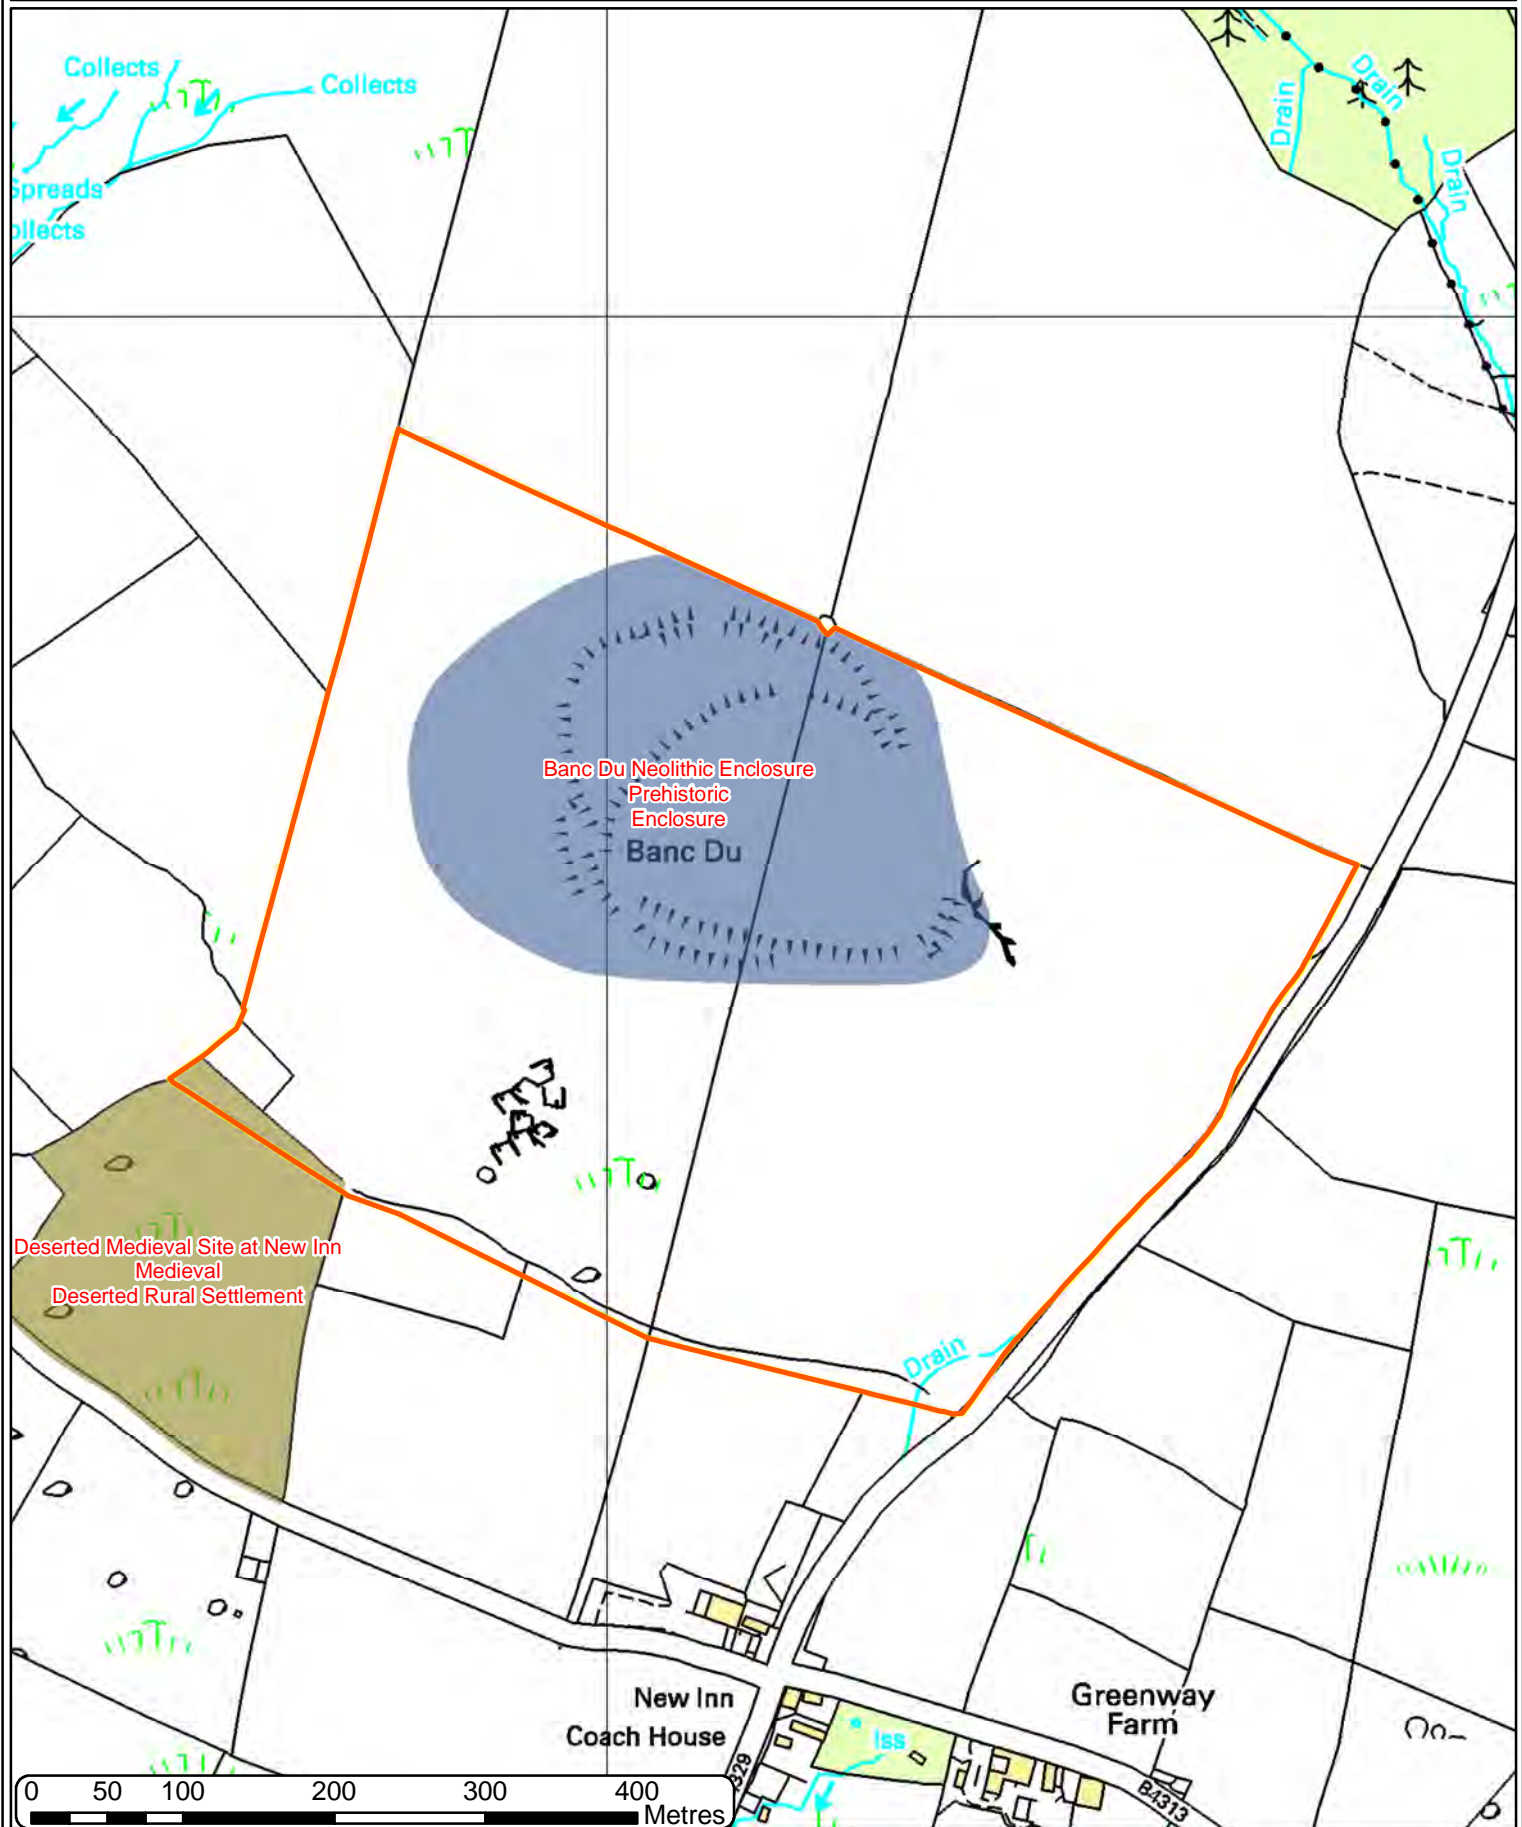 Collects
Collects
Spreads
ollects
Drain
Drain
Drain
Banc Du Neolithic Enclosure
Prehistoric
Enclosure
Banc Du
Deserted Medieval Site at New Inn
Medieval
Deserted Rural Settlement
Drain
New Inn
Coach House
Greenway
Farm
Iss
329
B4313
0 50 100 200 300 400
Metres